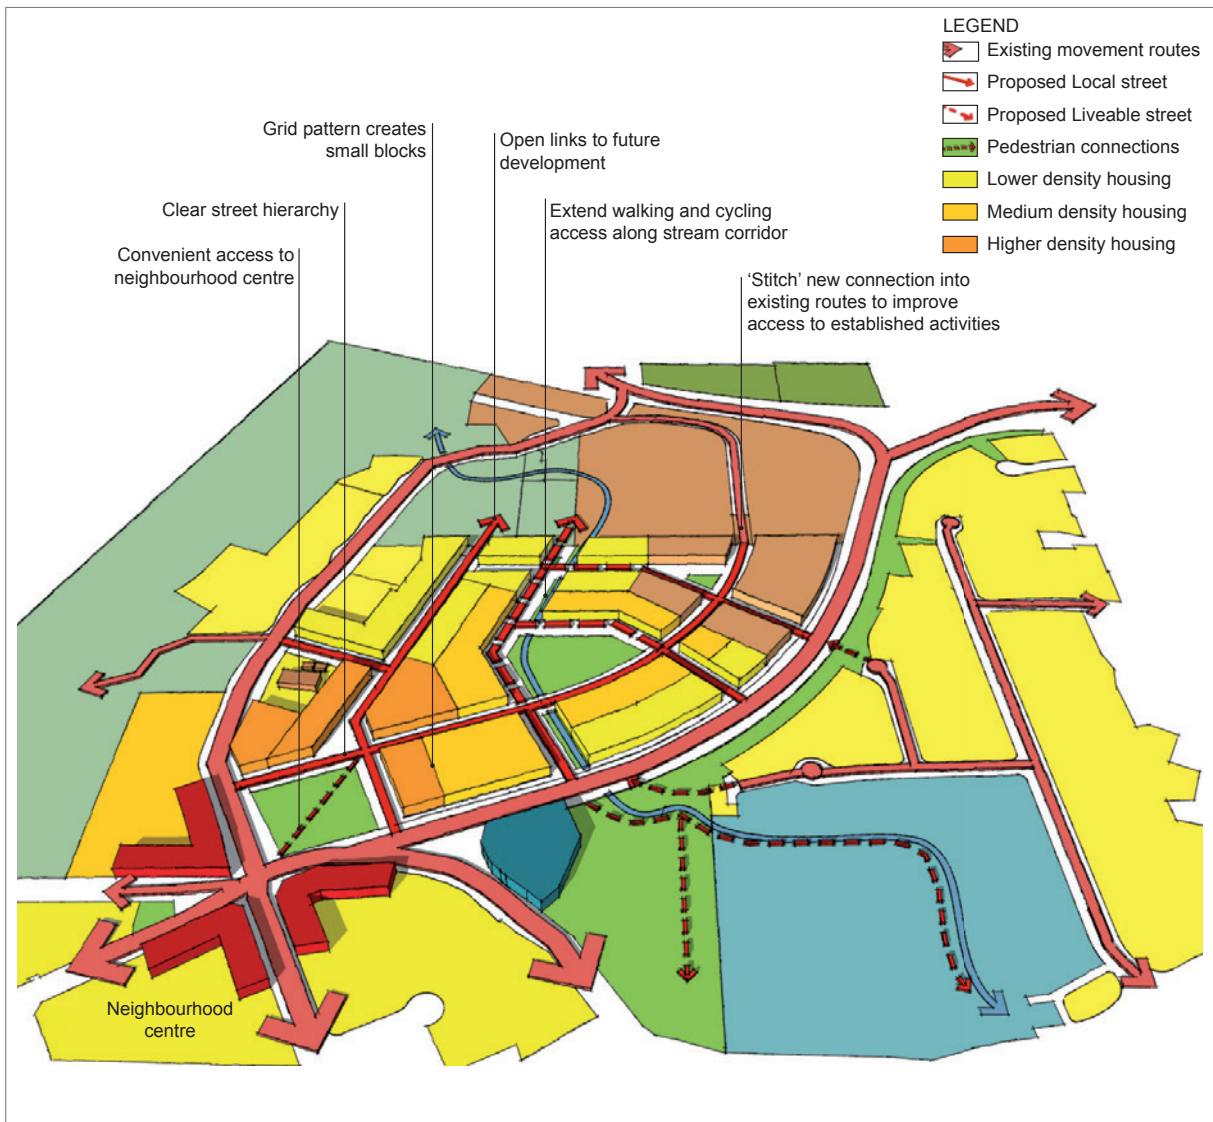 LEGEND
Existing movement routes
Proposed Local street
Proposed Liveable street
Pedestrian connections
Lower density housing
Medium density housing
Higher density housing
Grid pattern creates
small blocks
Open links to future
development
Clear street hierarchy
Extend walking and cycling
access along stream corridor
Convenient access to
neighbourhood centre
‘Stitch’ new connection into
existing routes to improve
access to established activities
Neighbourhood
centre